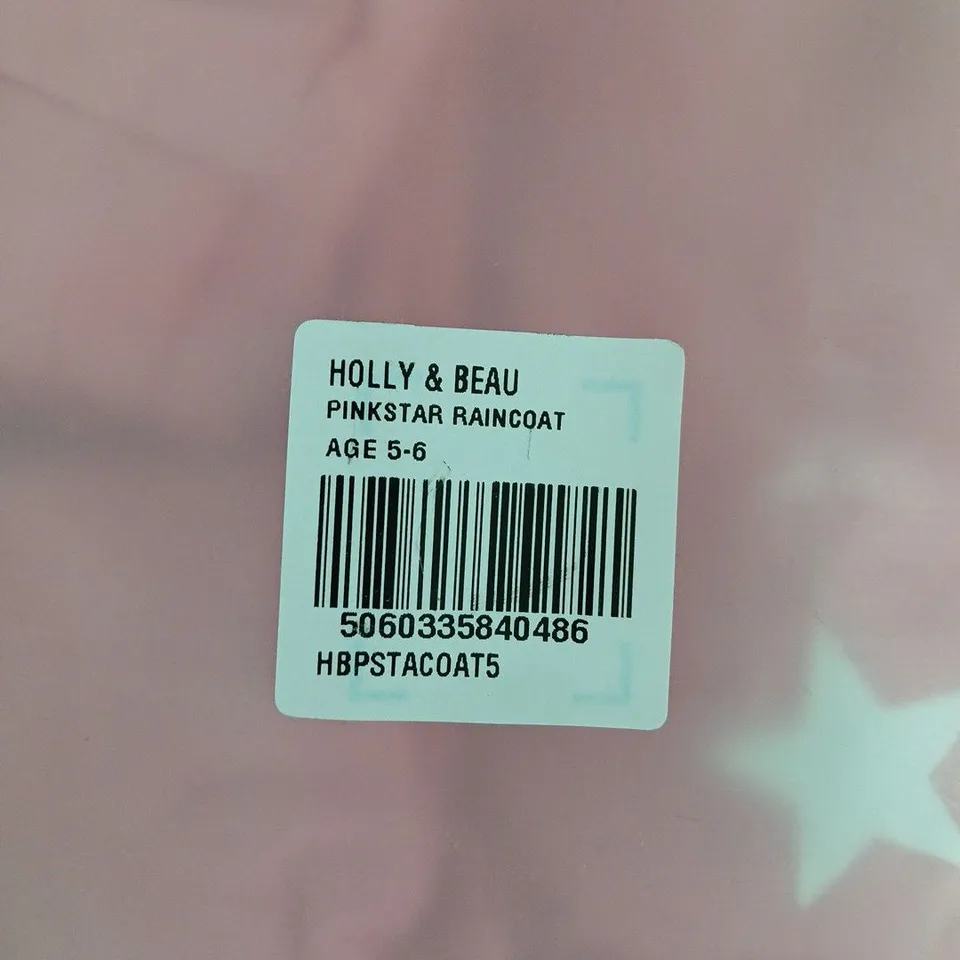 HOLLY & BEAU
PINKSTAR RAINCOAT
AGE 5-6
5060335840486
HBPSTACOAT5